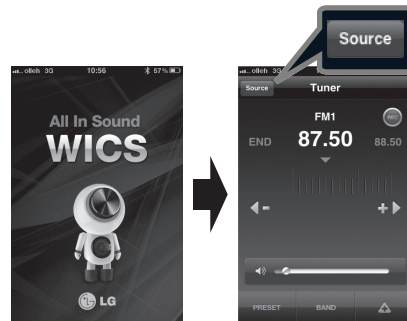 Source
olleh 3G 10:56 57%
All In Sound
WICS
LG
olleh 3G
Source Tuner
FM1 REC
END 87.50 88.50
- +
PRESET BAND